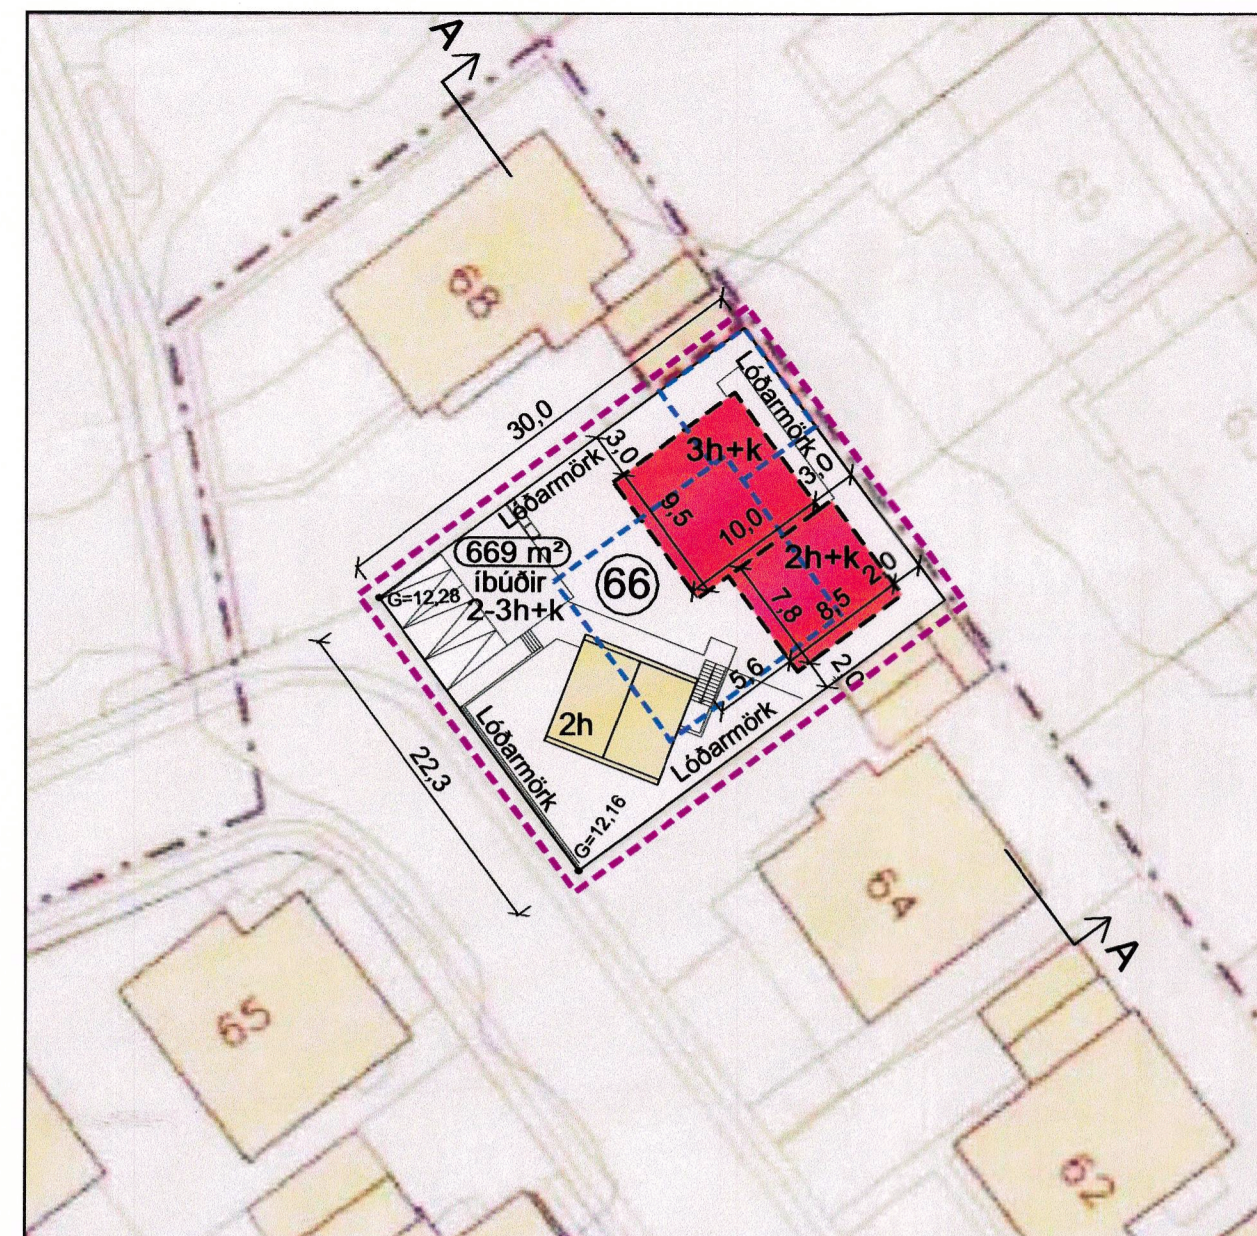 A
68
30,0
Lóðarmörk
3h+k
3,0
3,0
9,5
10,0
Lóðarmörk
2h+k
2,0
669 m²
íbúðir
2-3h+k
66
G=12,28
7,8
8,5
5,6
2,0
2h
Lóðarmörk
Lóðarmörk
22,3
G=12,16
64
A
65
62